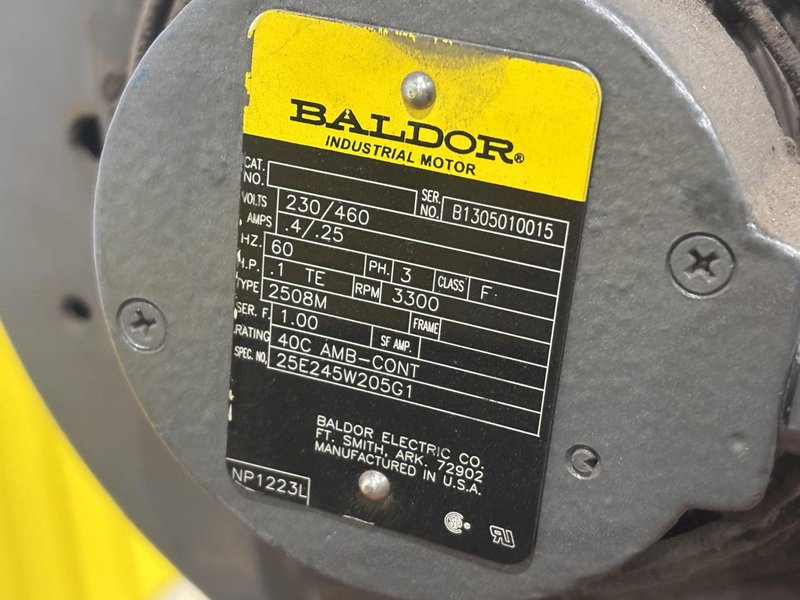 BALDOR®
INDUSTRIAL MOTOR
CAT. NO. SER. NO. B1305010015
VOLTS 230/460
AMPS .4/.25
HZ. 60 PH. 3 CLASS F
H.P. .1 TE RPM 3300
TYPE 2508M FRAME
SER. F. 1.00 SF AMP.
RATING 40C AMB-CONT
SPEC. NO. 25E245W205G1
BALDOR ELECTRIC CO.
FT. SMITH, ARK. 72902
MANUFACTURED IN U.S.A.
NP1223L